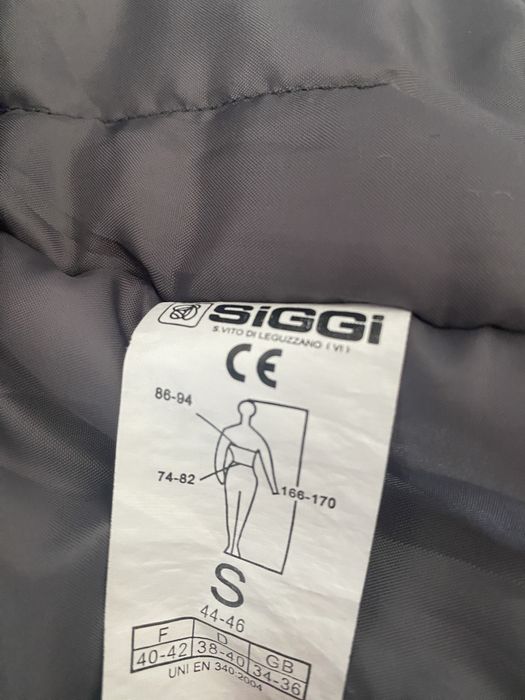 SiGGi
S.VITO DI LEGUZZANO (VI)
CE
86-94
74-82
166-170
S
44-46
F D GB
40-42 38-40 34-36
UNI EN 340:2004